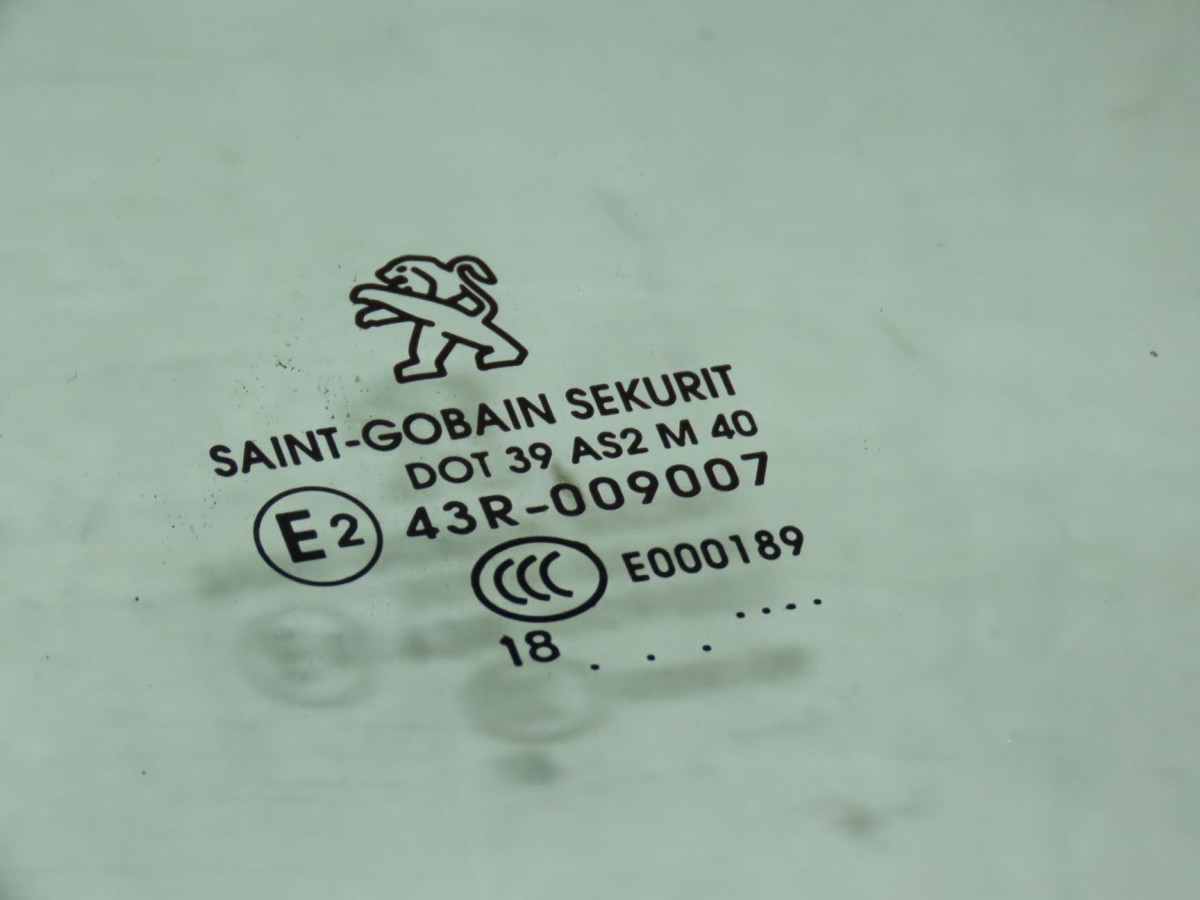 SAINT-GOBAIN SEKURIT
DOT 39 AS2 M 40
E2 43R-009007
CCC E000189
18 . . . ....